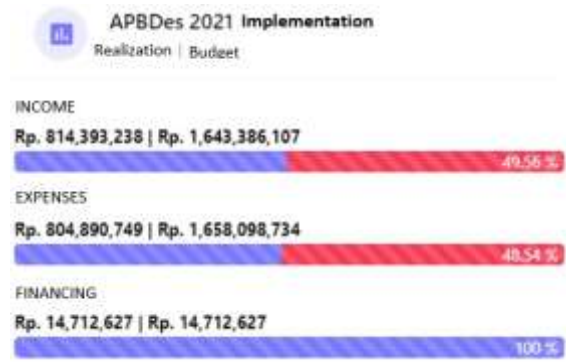 APBDes 2021 Implementation
Realization | Budget
INCOME
Rp. 814,393,238 | Rp. 1,643,386,107
49.56 %
EXPENSES
Rp. 804,890,749 | Rp. 1,658,098,734
48.54 %
FINANCING
Rp. 14,712,627 | Rp. 14,712,627
100 %